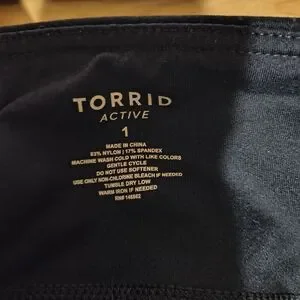 TORRID
ACTIVE
1
MADE IN CHINA
83% NYLON | 17% SPANDEX
MACHINE WASH COLD WITH LIKE COLORS
GENTLE CYCLE
DO NOT USE SOFTENER
USE ONLY NON-CHLORINE BLEACH IF NEEDED
TUMBLE DRY LOW
WARM IRON IF NEEDED
RN#